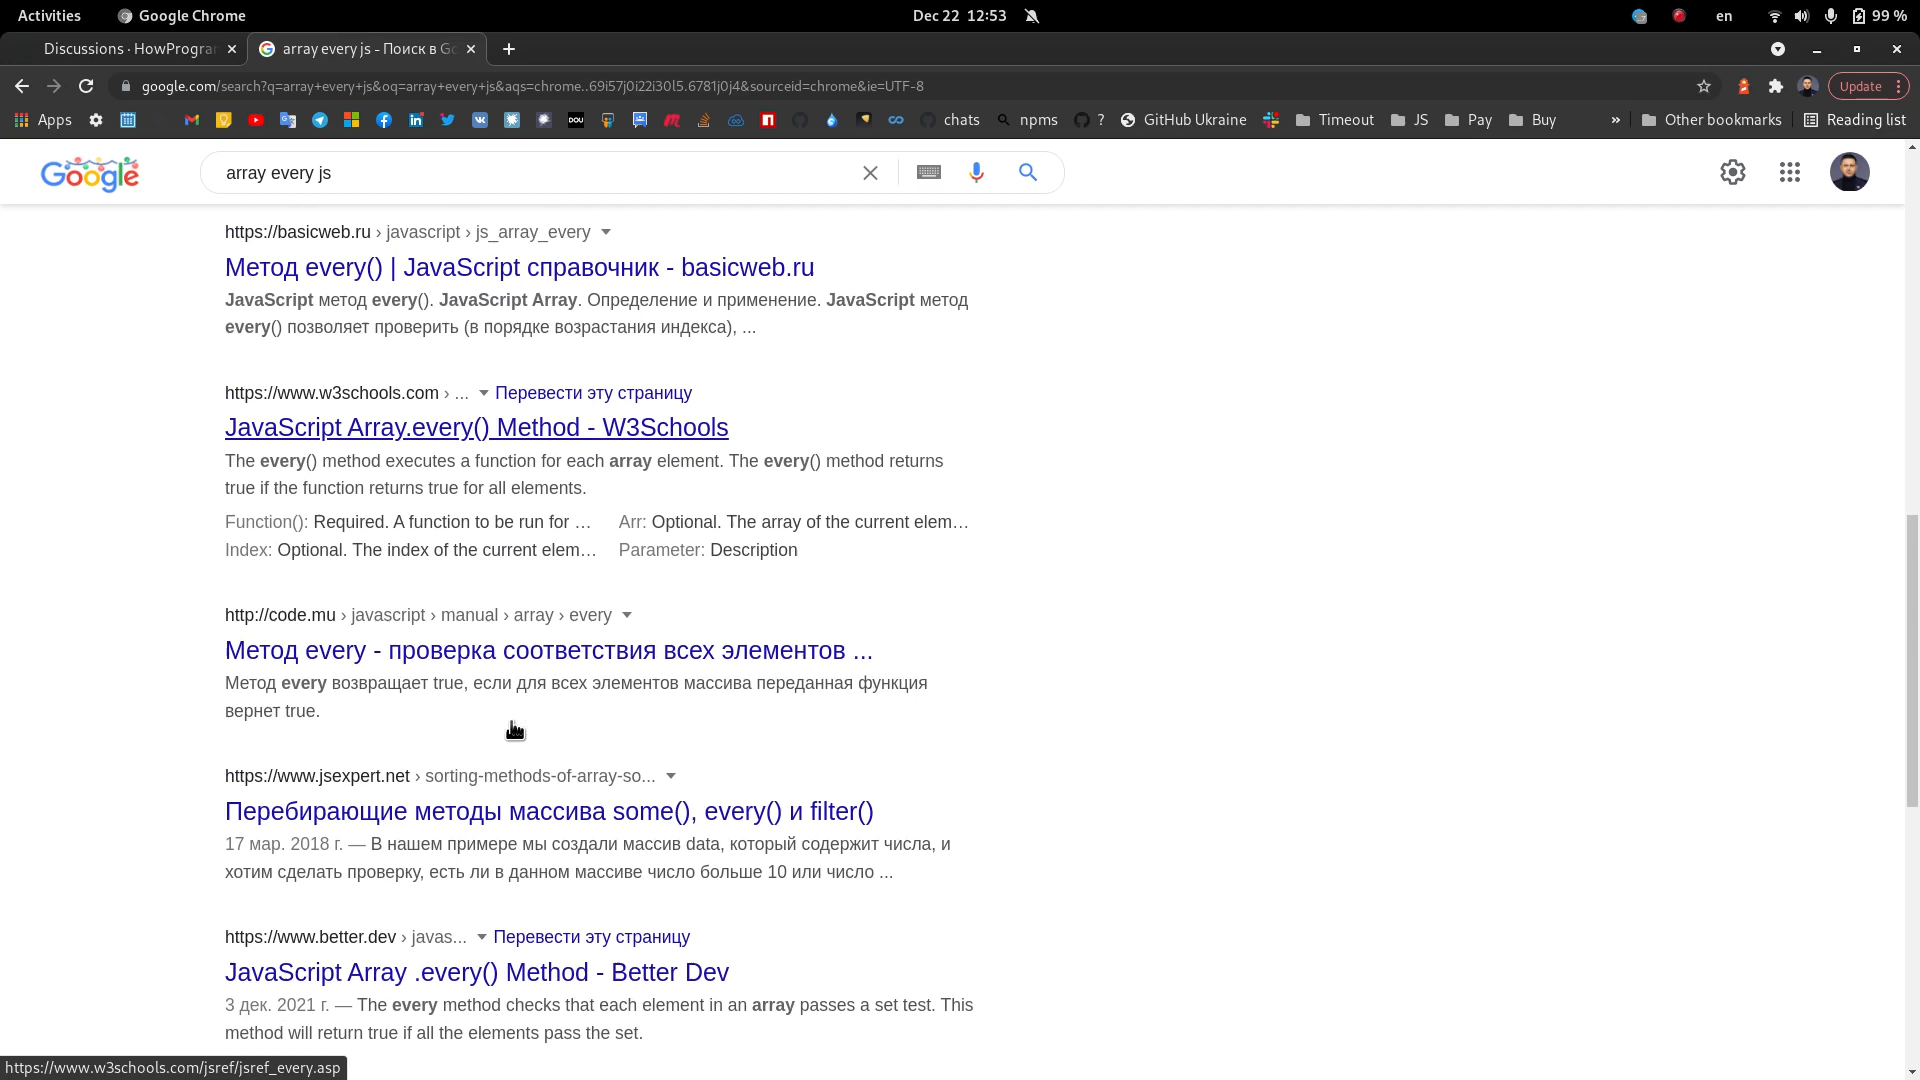 Activities
Google Chrome
Dec 22 12:53
en
99 %
Discussions · HowProgra
array every js - Поиск в Go
google.com/search?q=array+every+js&oq=array+every+js&aqs=chrome..69i57j0i22i30l5.6781j0j4&sourceid=chrome&ie=UTF-8
Update
Apps
DOU
chats
npms
?
GitHub Ukraine
Timeout
JS
Pay
Buy
»
Other bookmarks
Reading list
Google
array every js
https://basicweb.ru › javascript › js_array_every
Метод every() | JavaScript справочник - basicweb.ru
JavaScript метод every(). JavaScript Array. Определение и применение. JavaScript метод
every() позволяет проверить (в порядке возрастания индекса), ...
https://www.w3schools.com › ... Перевести эту страницу
JavaScript Array.every() Method - W3Schools
The every() method executes a function for each array element. The every() method returns
true if the function returns true for all elements.
Function(): Required. A function to be run for … Arr: Optional. The array of the current elem…
Index: Optional. The index of the current elem… Parameter: Description
http://code.mu › javascript › manual › array › every
Метод every - проверка соответствия всех элементов ...
Метод every возвращает true, если для всех элементов массива переданная функция
вернет true.
https://www.jsexpert.net › sorting-methods-of-array-so...
Перебирающие методы массива some(), every() и filter()
17 мар. 2018 г. — В нашем примере мы создали массив data, который содержит числа, и
хотим сделать проверку, есть ли в данном массиве число больше 10 или число ...
https://www.better.dev › javas... Перевести эту страницу
JavaScript Array .every() Method - Better Dev
3 дек. 2021 г. — The every method checks that each element in an array passes a set test. This
method will return true if all the elements pass the set.
https://www.w3schools.com/jsref/jsref_every.asp